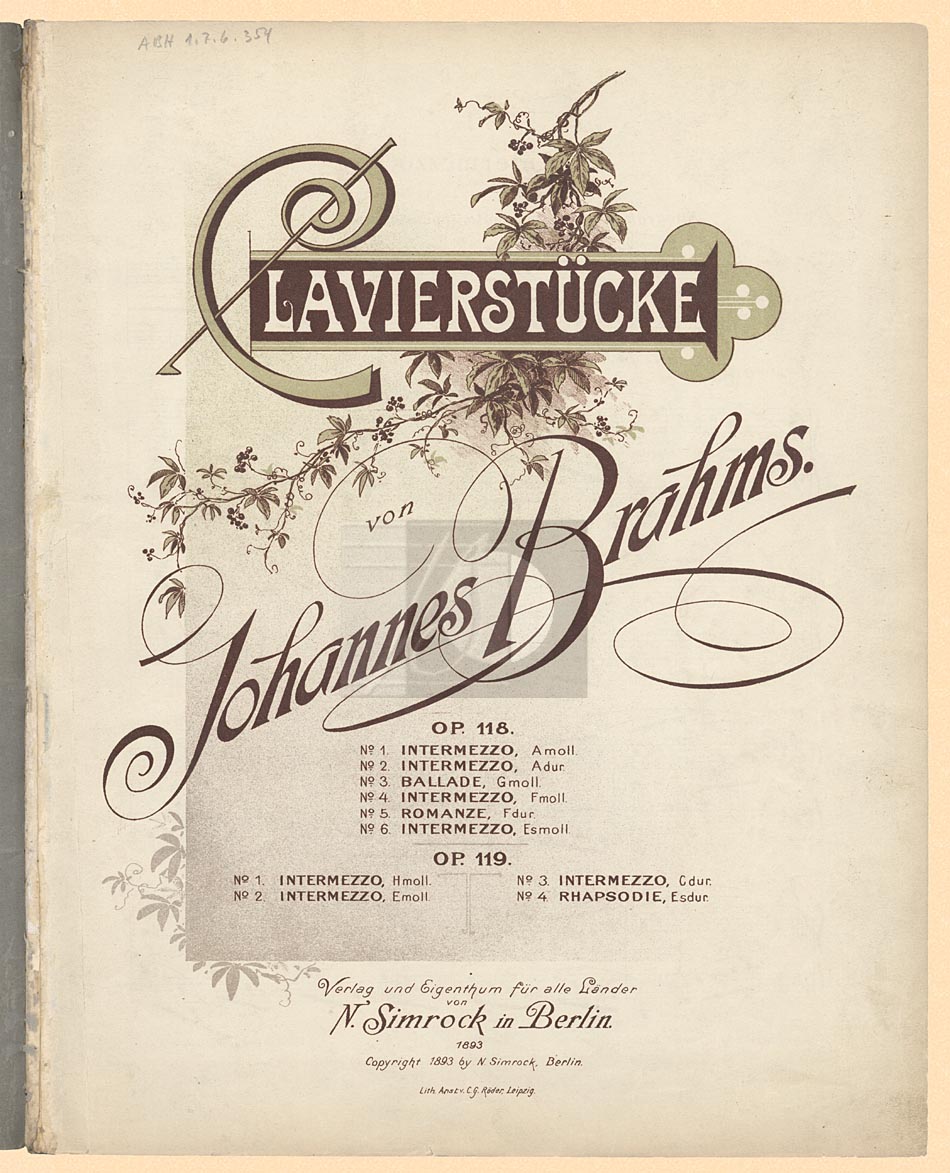 ABH 1.7.6.354
CLAVIERSTÜCKE
von
Johannes Brahms.
OP. 118.
Nº 1. INTERMEZZO, Amoll.
Nº 2. INTERMEZZO, Adur.
Nº 3. BALLADE, Gmoll.
Nº 4. INTERMEZZO, Fmoll.
Nº 5. ROMANZE, Fdur.
Nº 6. INTERMEZZO, Esmoll.
OP. 119.
Nº 1. INTERMEZZO, Hmoll.
Nº 2. INTERMEZZO, Emoll.
Nº 3. INTERMEZZO, Cdur.
Nº 4. RHAPSODIE, Esdur.
Verlag und Eigenthum für alle Länder
von
N. Simrock in Berlin.
1893
Copyright 1893 by N. Simrock, Berlin.
Lith. Anst. v. C.G. Röder, Leipzig.